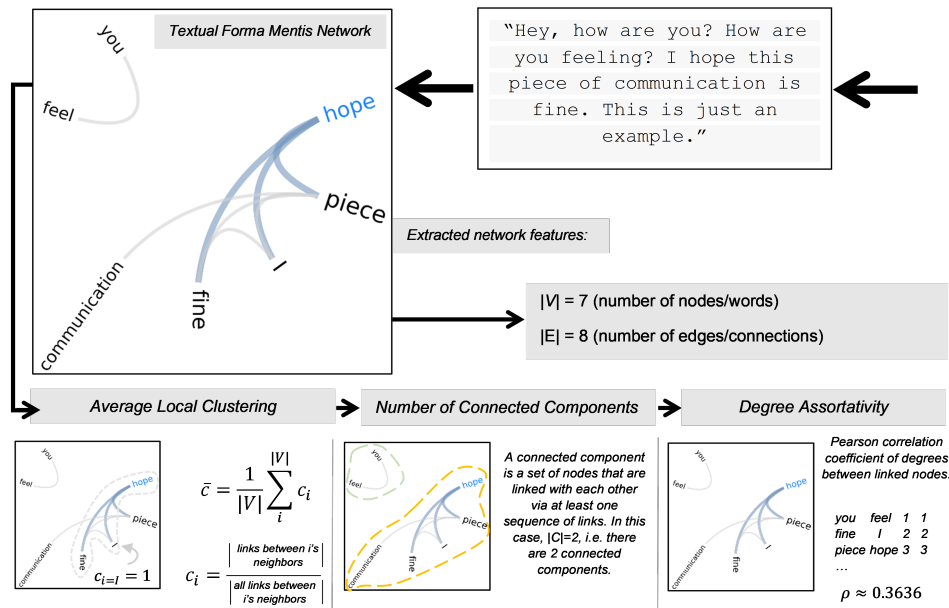 Textual Forma Mentis Network
you
feel
hope
piece
I
fine
communication
“Hey, how are you? How
are you feeling? I hope this
piece of communication is
fine. This is just an
example.”
Extracted network features:
|V| = 7 (number of nodes/words)
|E| = 8 (number of edges/connections)
Average Local Clustering
Number of Connected Components
Degree Assortativity
you
feel
hope
piece
I
fine
communication
c_{i=I} = 1
c̄ = 1/|V| ∑_i^{|V|} c_i
c_i = |links between i's neighbors| / |all links between i's neighbors|
you
feel
hope
piece
I
fine
communication
A connected component
is a set of nodes that are
linked with each other
via at least one
sequence of links. In this
case, |C|=2, i.e. there
are 2 connected
components.
you
feel
hope
piece
I
fine
communication
Pearson correlation
coefficient of degrees
between linked nodes.
you feel 1 1
fine I 2 2
piece hope 3 3
...
ρ ≈ 0.3636